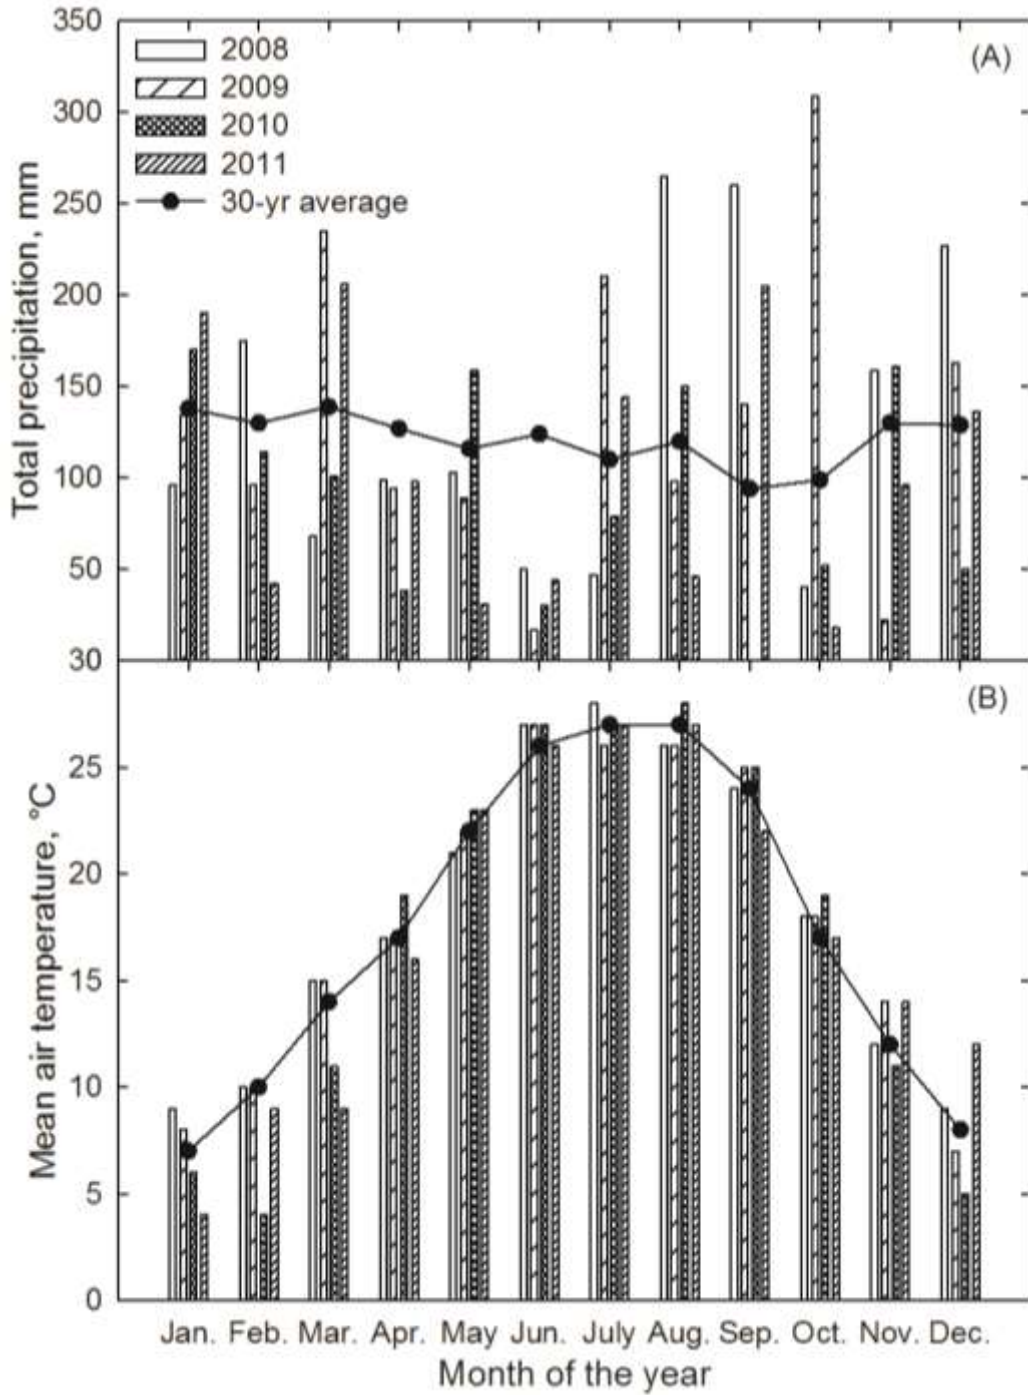 350
300
250
200
150
100
50
30
25
20
15
10
5
0
Total precipitation, mm
Mean air temperature, °C
2008
2009
2010
2011
30-yr average
(A)
(B)
Jan. Feb. Mar. Apr. May Jun. July Aug. Sep. Oct. Nov. Dec.
Month of the year